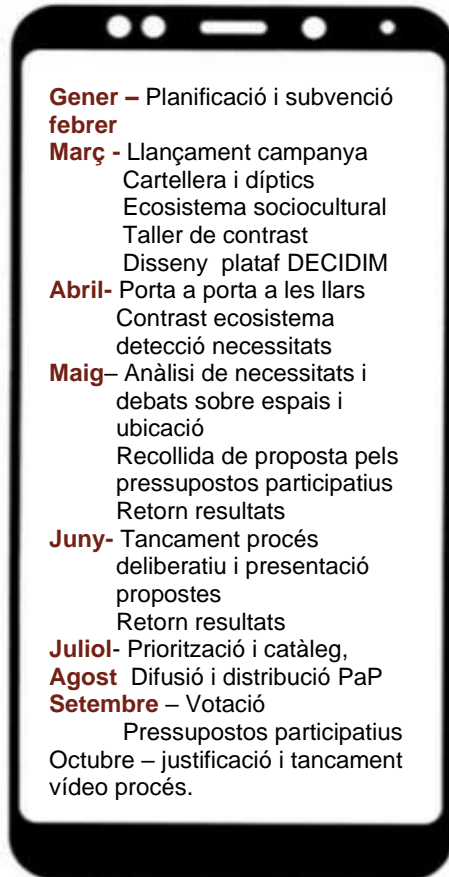 Gener – Planificació i subvenció
febrer
Març - Llançament campanya
Cartellera i díptics
Ecosistema sociocultural
Taller de contrast
Disseny plataf DECIDIM
Abril- Porta a porta a les llars
Contrast ecosistema
detecció necessitats
Maig– Anàlisi de necessitats i
debats sobre espais i
ubicació
Recollida de proposta pels
pressupostos participatius
Retorn resultats
Juny- Tancament procés
deliberatiu i presentació
propostes
Retorn resultats
Juliol- Priorització i catàleg,
Agost Difusió i distribució PaP
Setembre – Votació
Pressupostos participatius
Octubre – justificació i tancament
vídeo procés.